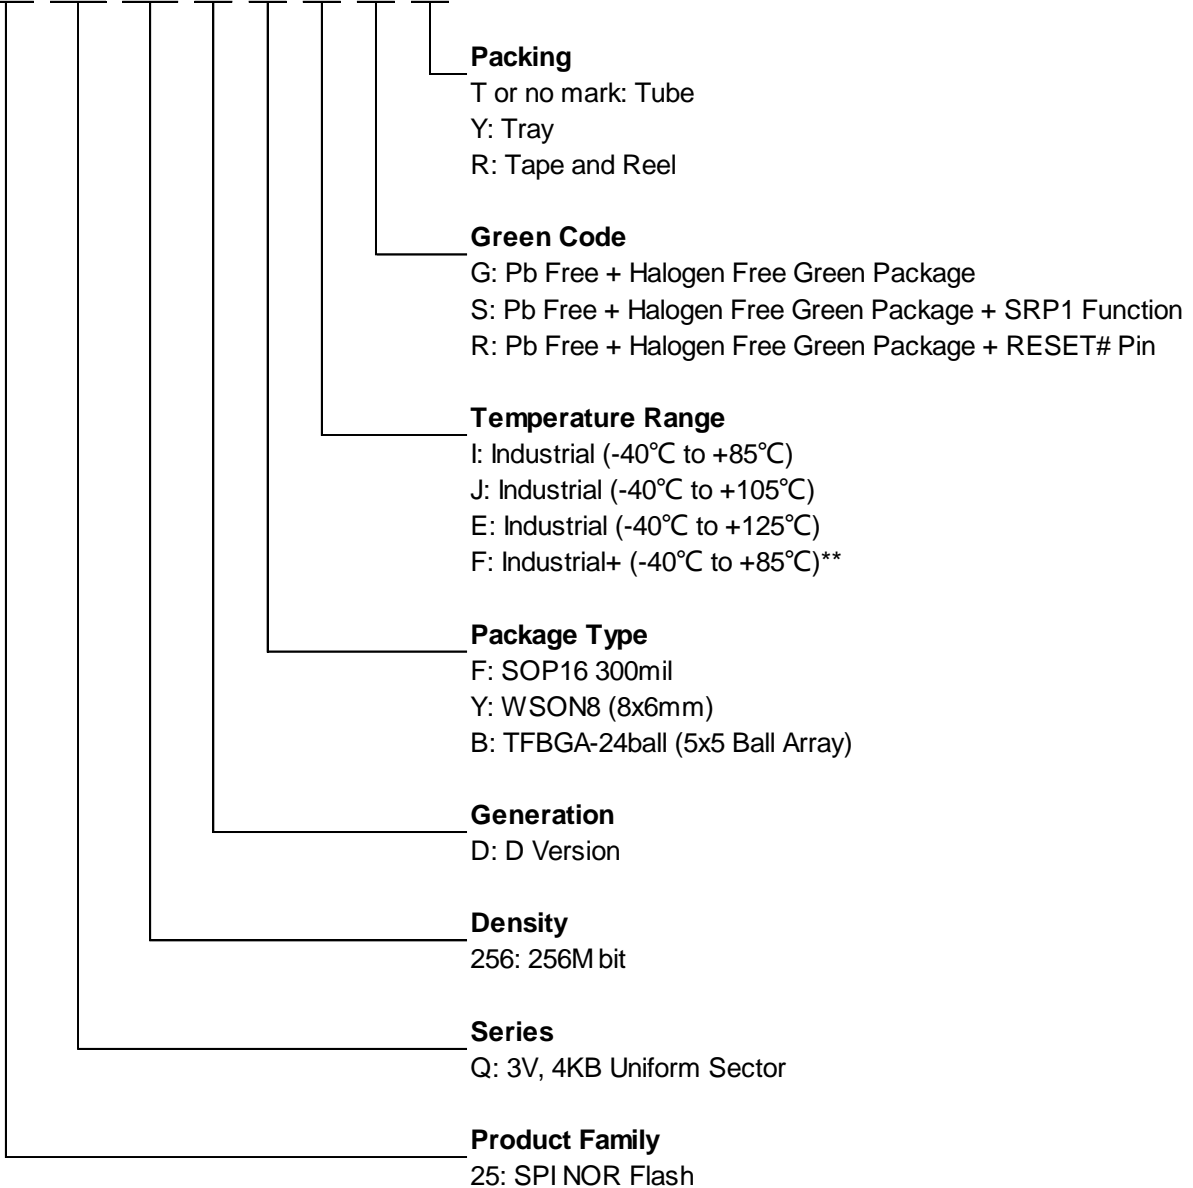 Packing
T or no mark: Tube
Y: Tray
R: Tape and Reel
Green Code
G: Pb Free + Halogen Free Green Package
S: Pb Free + Halogen Free Green Package + SRP1 Function
R: Pb Free + Halogen Free Green Package + RESET# Pin
Temperature Range
I: Industrial (-40℃ to +85℃)
J: Industrial (-40℃ to +105℃)
E: Industrial (-40℃ to +125℃)
F: Industrial+ (-40℃ to +85℃)**
Package Type
F: SOP16 300mil
Y: WSON8 (8x6mm)
B: TFBGA-24ball (5x5 Ball Array)
Generation
D: D Version
Density
256: 256M bit
Series
Q: 3V, 4KB Uniform Sector
Product Family
25: SPI NOR Flash